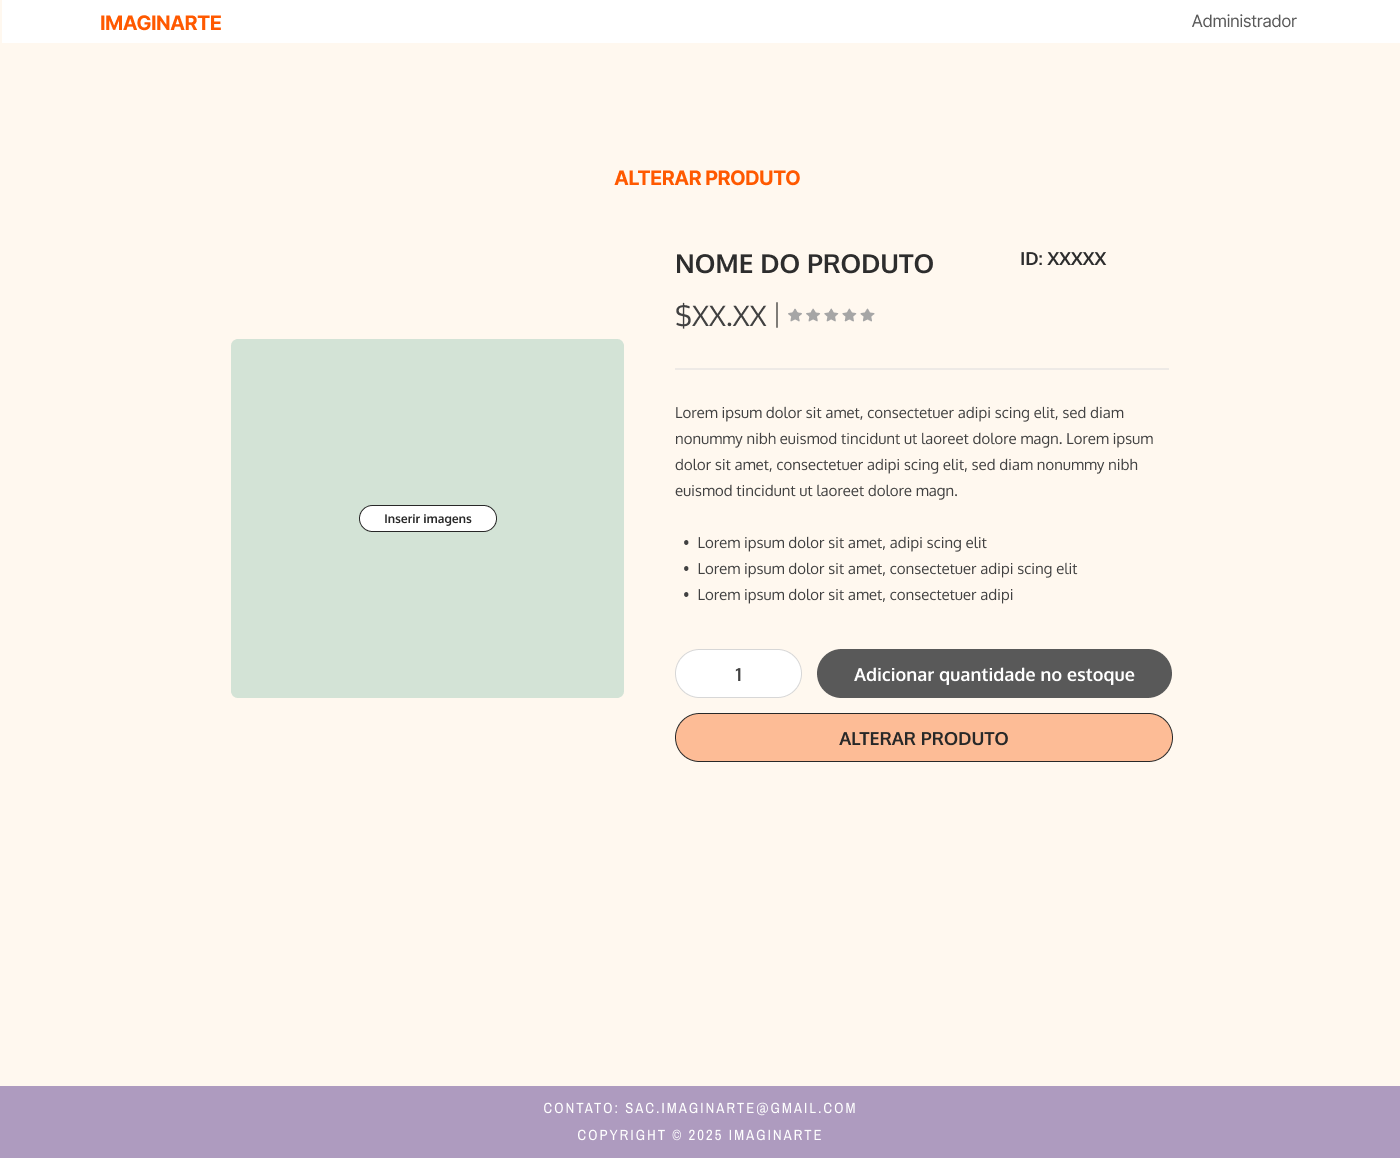 IMAGINARTE
Administrador
ALTERAR PRODUTO
NOME DO PRODUTO
ID: XXXXX
$XX.XX
Lorem ipsum dolor sit amet, consectetuer adipi scing elit, sed diam
nonummy nibh euismod tincidunt ut laoreet dolore magn. Lorem ipsum
dolor sit amet, consectetuer adipi scing elit, sed diam nonummy nibh
euismod tincidunt ut laoreet dolore magn.
Inserir imagens
• Lorem ipsum dolor sit amet, adipi scing elit
• Lorem ipsum dolor sit amet, consectetuer adipi scing elit
• Lorem ipsum dolor sit amet, consectetuer adipi
1
Adicionar quantidade no estoque
ALTERAR PRODUTO
CONTATO: SAC.IMAGINARTE@GMAIL.COM
COPYRIGHT © 2025 IMAGINARTE